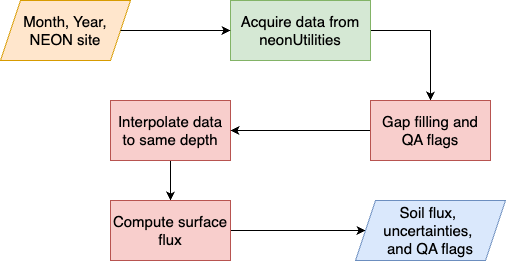 Month, Year,
NEON site
Acquire data from
neonUtilities
Gap filling and
QA flags
Interpolate data
to same depth
Compute surface
flux
Soil flux,
uncertainties,
and QA flags